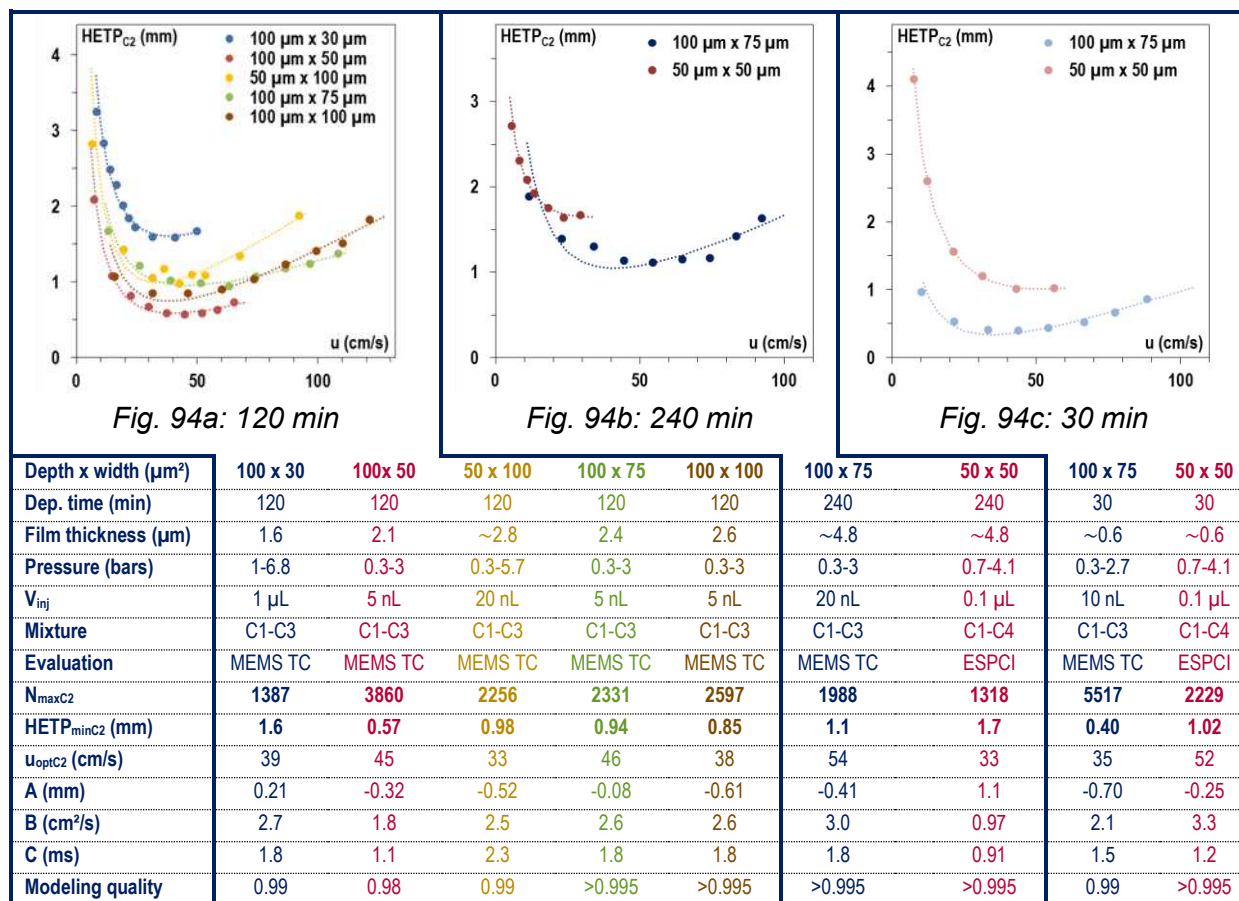 HETPC2 (mm)
4
3
2
1
0
0
50
100
100 µm x 30 µm
100 µm x 50 µm
50 µm x 100 µm
100 µm x 75 µm
100 µm x 100 µm
u (cm/s)
Fig. 94a: 120 min
HETPC2 (mm)
3
2
1
0
0
50
100
100 µm x 75 µm
50 µm x 50 µm
u (cm/s)
Fig. 94b: 240 min
HETPC2 (mm)
4
3
2
1
0
0
50
100
100 µm x 75 µm
50 µm x 50 µm
u (cm/s)
Fig. 94c: 30 min
Depth x width (µm²) 100 x 30 100x 50 50 x 100 100 x 75 100 x 100 100 x 75 50 x 50 100 x 75 50 x 50
Dep. time (min) 120 120 120 120 120 240 240 30 30
Film thickness (µm) 1.6 2.1 ~2.8 2.4 2.6 ~4.8 ~4.8 ~0.6 ~0.6
Pressure (bars) 1-6.8 0.3-3 0.3-5.7 0.3-3 0.3-3 0.3-3 0.7-4.1 0.3-2.7 0.7-4.1
Vinj 1 µL 5 nL 20 nL 5 nL 5 nL 20 nL 0.1 µL 10 nL 0.1 µL
Mixture C1-C3 C1-C3 C1-C3 C1-C3 C1-C3 C1-C3 C1-C4 C1-C3 C1-C4
Evaluation MEMS TC MEMS TC MEMS TC MEMS TC MEMS TC MEMS TC ESPCI MEMS TC ESPCI
NmaxC2 1387 3860 2256 2331 2597 1988 1318 5517 2229
HETPminC2 (mm) 1.6 0.57 0.98 0.94 0.85 1.1 1.7 0.40 1.02
uoptC2 (cm/s) 39 45 33 46 38 54 33 35 52
A (mm) 0.21 -0.32 -0.52 -0.08 -0.61 -0.41 1.1 -0.70 -0.25
B (cm²/s) 2.7 1.8 2.5 2.6 2.6 3.0 0.97 2.1 3.3
C (ms) 1.8 1.1 2.3 1.8 1.8 1.8 0.91 1.5 1.2
Modeling quality 0.99 0.98 0.99 >0.995 >0.995 >0.995 >0.995 0.99 >0.995